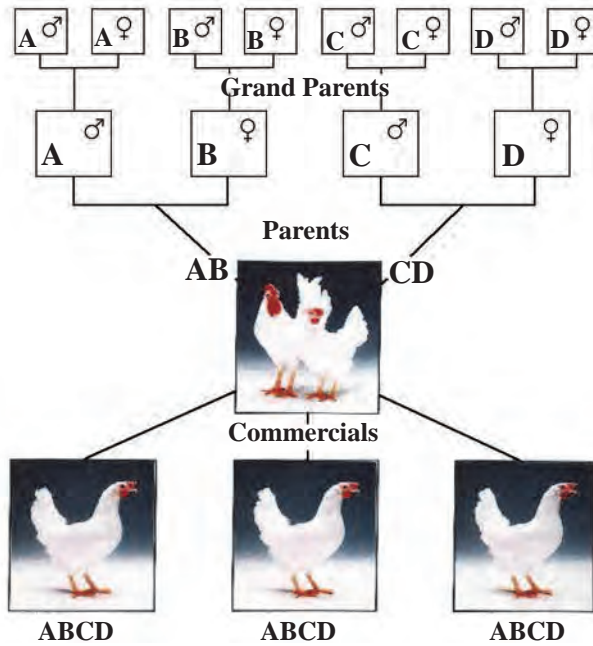 A ♂ A ♀ B ♂ B ♀ C ♂ C ♀ D ♂ D ♀
Grand Parents
A ♂ B ♀ C ♂ D ♀
Parents
AB CD
Commercials
ABCD ABCD ABCD